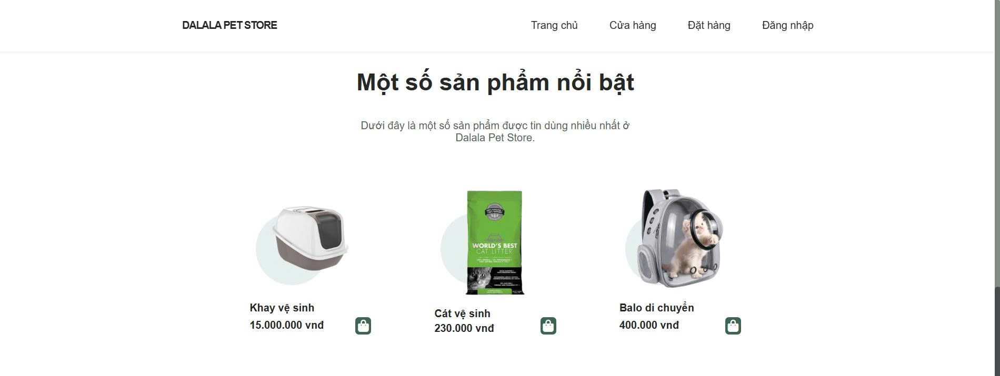 DALALA PET STORE
Trang chủ
Cửa hàng
Đặt hàng
Đăng nhập
Một số sản phẩm nổi bật
Dưới đây là một số sản phẩm được tin dùng nhiều nhất ở
Dalala Pet Store.
WORLD'S BEST
CAT LITTER
Khay vệ sinh
15.000.000 vnđ
Cát vệ sinh
230.000 vnđ
Balo di chuyển
400.000 vnđ